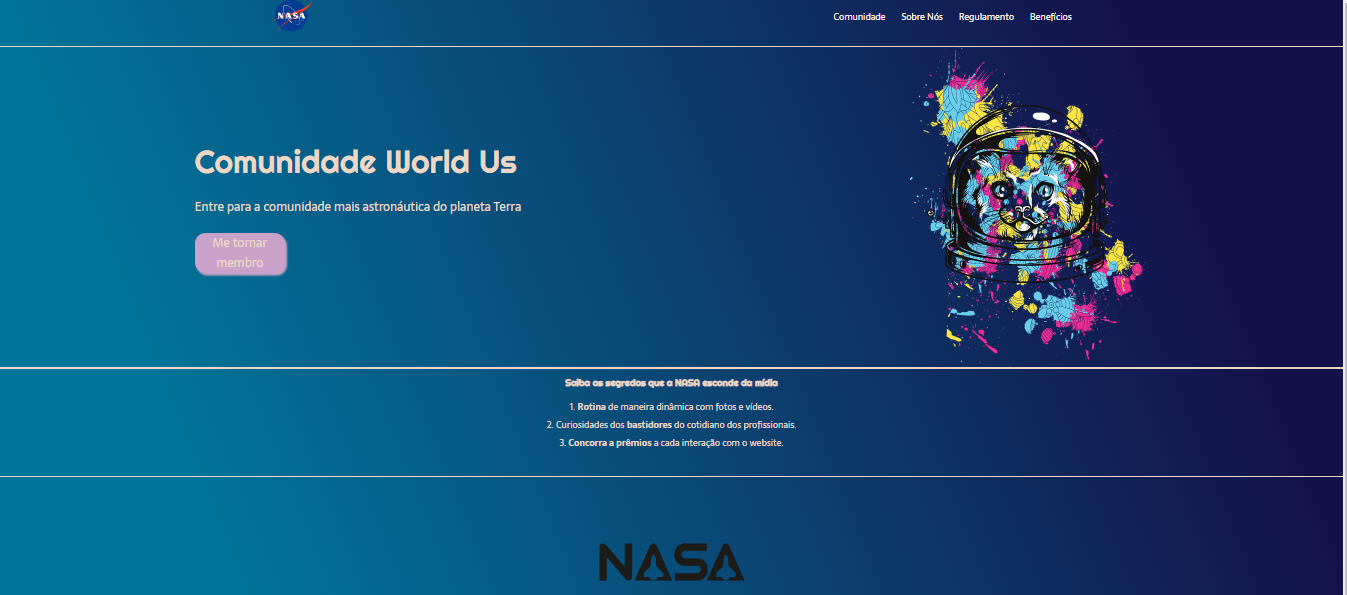 NASA
Comunidade Sobre Nós Regulamento Benefícios
Comunidade World Us
Entre para a comunidade mais astronáutica do planeta Terra
Me tornar
membro
Saiba os segredos que a NASA esconde da mídia
1. Rotina de maneira dinâmica com fotos e vídeos.
2. Curiosidades dos bastidores do cotidiano dos profissionais.
3. Concorra a prêmios a cada interação com o website.
NASA